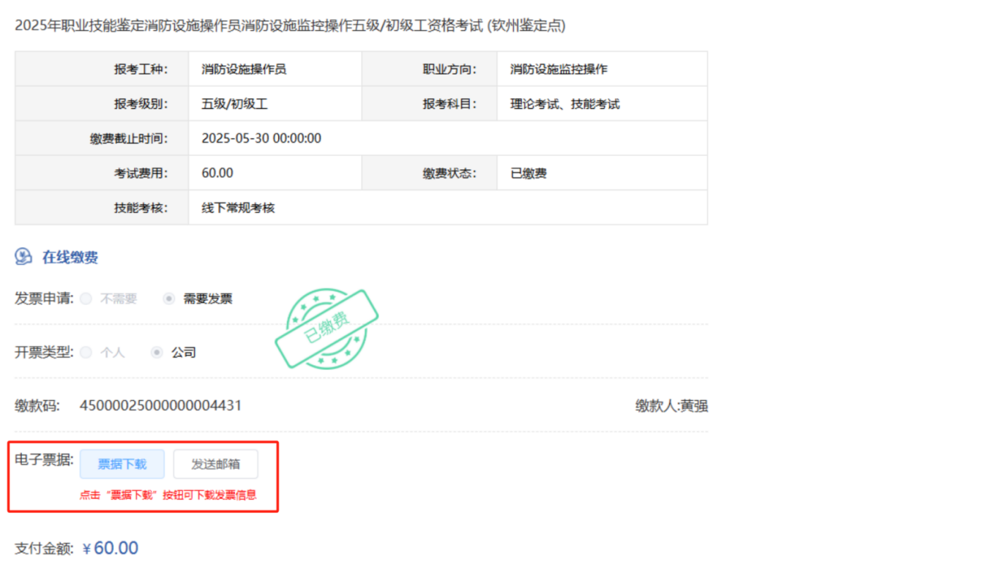 2025年职业技能鉴定消防设施操作员消防设施监控操作五级/初级工资格考试 (钦州鉴定点)
报考工种: 消防设施操作员 职业方向: 消防设施监控操作
报考级别: 五级/初级工 报考科目: 理论考试、技能考试
缴费截止时间: 2025-05-30 00:00:00
考试费用: 60.00 缴费状态: 已缴费
技能考核: 线下常规考核
在线缴费
发票申请: 不需要 需要发票
已缴费
开票类型: 个人 公司
缴款码: 45000025000000004431 缴款人:黄强
电子票据: 票据下载 发送邮箱
点击“票据下载”按钮可下载发票信息
支付金额: ¥60.00